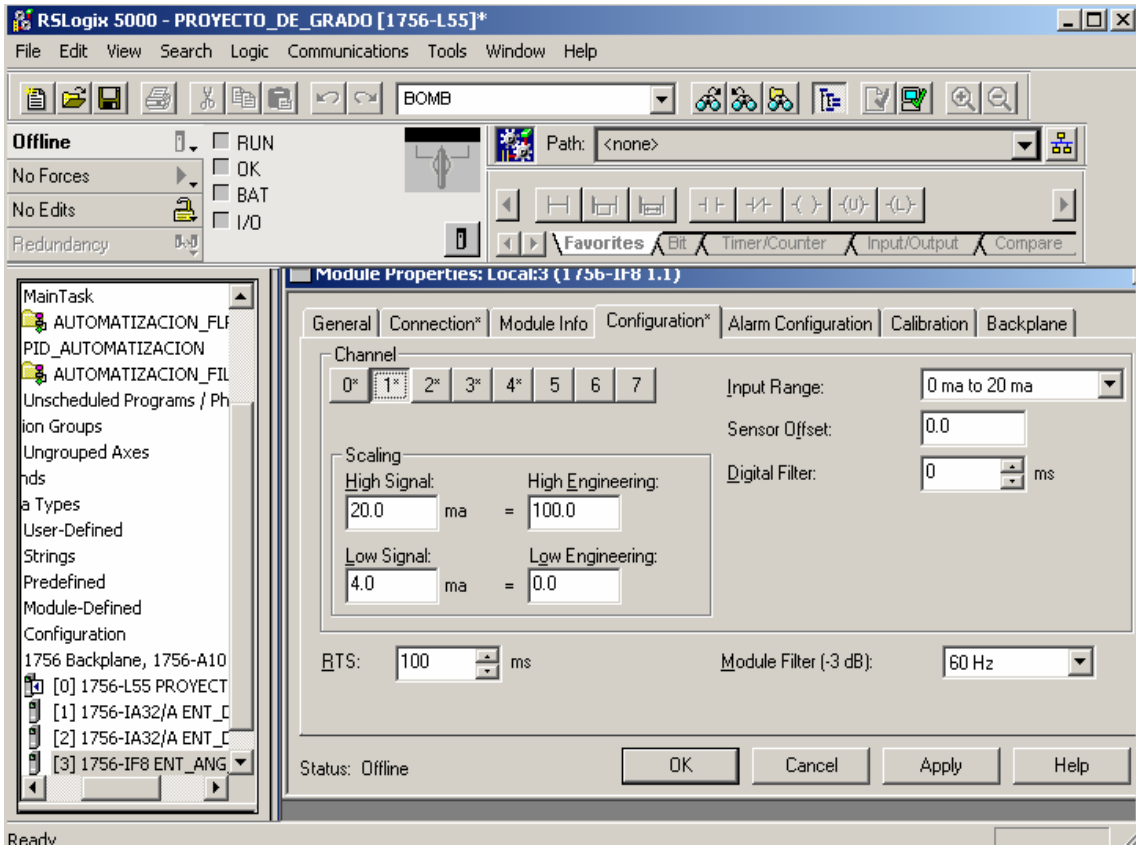 RSLogix 5000 - PROYECTO_DE_GRADO [1756-L55]*
File Edit View Search Logic Communications Tools Window Help
BOMB
Offline
RUN
Path: <none>
No Forces
OK
No Edits
BAT
I/O
Redundancy
Favorites Bit Timer/Counter Input/Output Compare
Module Properties: Local:3 (1756-IF8 1.1)
MainTask
AUTOMATIZACION_FLF
PID_AUTOMATIZACION
AUTOMATIZACION_FIL
Unscheduled Programs / Ph
ion Groups
Ungrouped Axes
nds
a Types
User-Defined
Strings
Predefined
Module-Defined
Configuration
1756 Backplane, 1756-A10
[0] 1756-L55 PROYECT
[1] 1756-IA32/A ENT_D
[2] 1756-IA32/A ENT_D
[3] 1756-IF8 ENT_ANG_
General Connection* Module Info Configuration* Alarm Configuration Calibration Backplane
Channel
0* 1* 2* 3* 4* 5 6 7
Input Range: 0 ma to 20 ma
Sensor Offset: 0.0
Digital Filter: 0 ms
Scaling
High Signal: High Engineering:
20.0 ma = 100.0
Low Signal: Low Engineering:
4.0 ma = 0.0
RTS: 100 ms
Module Filter (-3 dB): 60 Hz
Status: Offline
OK Cancel Apply Help
Ready